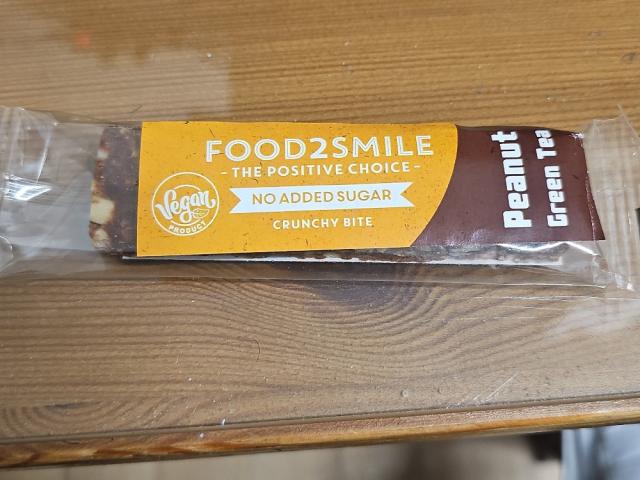 FOOD2SMILE
- THE POSITIVE CHOICE -
NO ADDED SUGAR
CRUNCHY BITE
Vegan
PRODUCT
Peanut
Green Tea